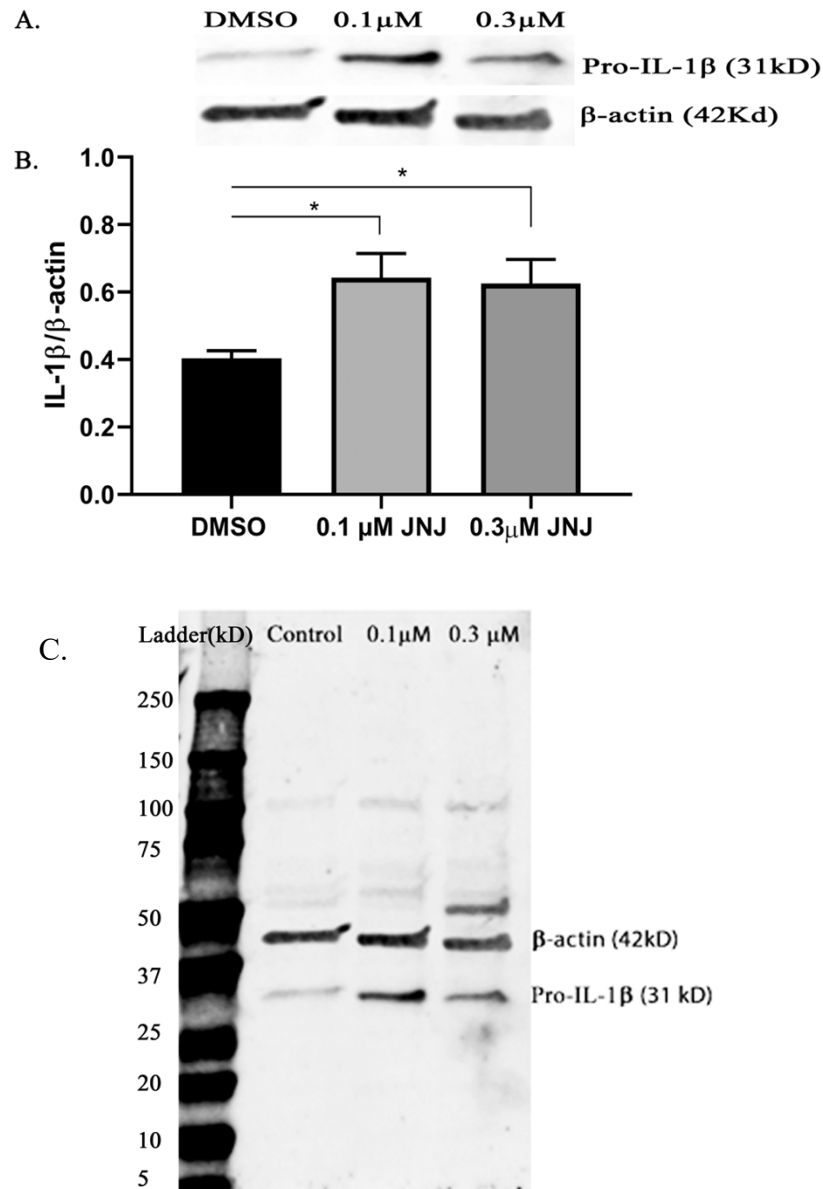 A.
DMSO 0.1μM 0.3μM
Pro-IL-1β (31kD)
β-actin (42Kd)
B.
1.0
0.8
0.6
0.4
0.2
0.0
IL-1β/β-actin
*
*
DMSO 0.1 μM JNJ 0.3μM JNJ
C.
Ladder(kD) Control 0.1μM 0.3 μM
250
150
100
75
50
37
25
20
10
5
β-actin (42kD)
Pro-IL-1β (31 kD)